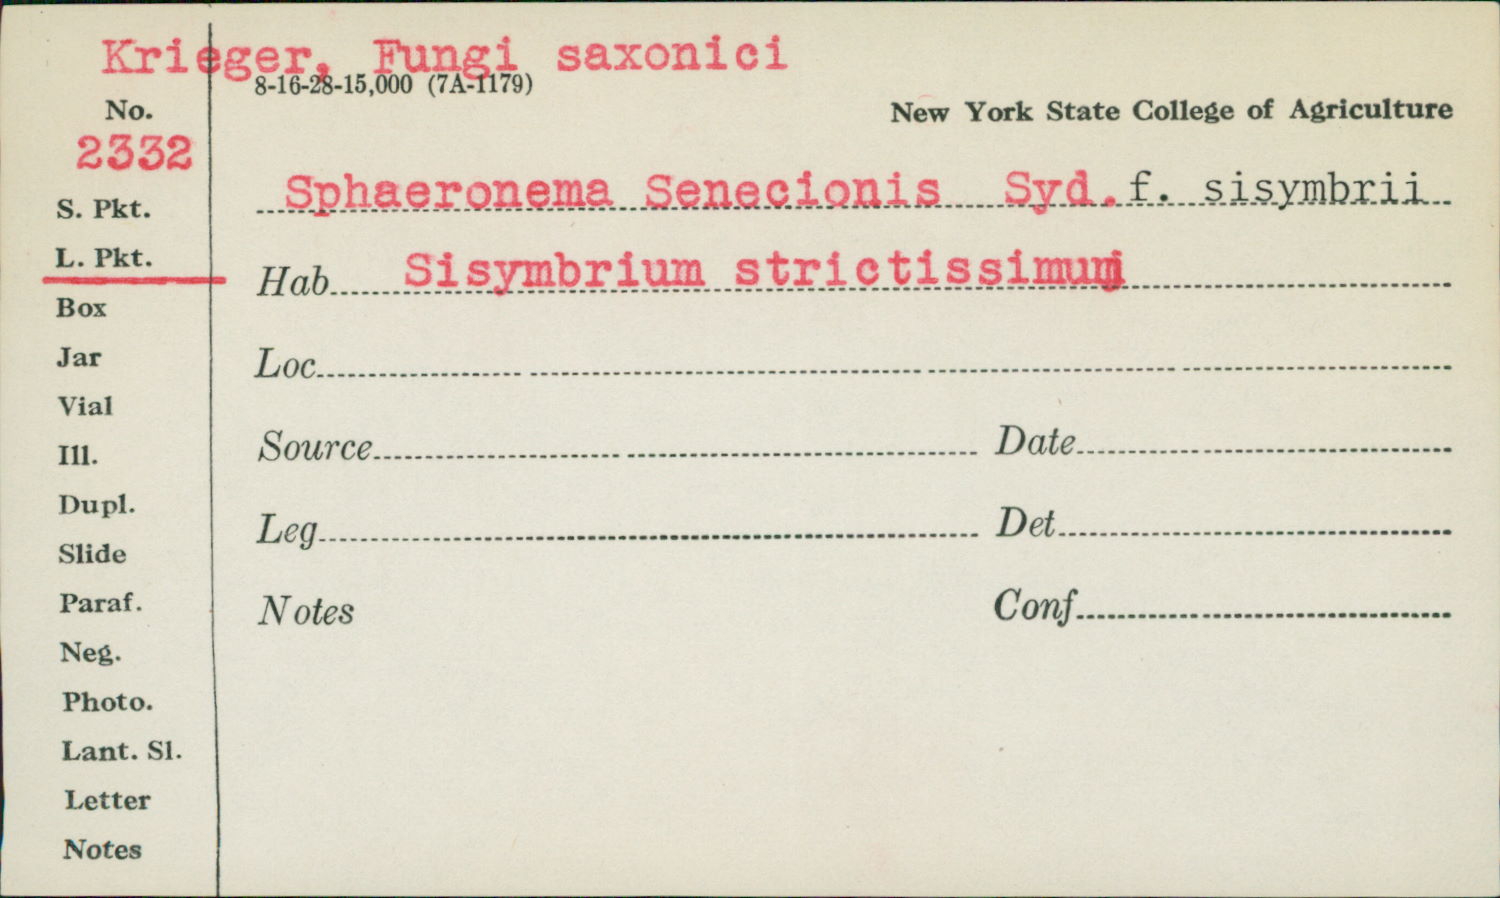 Krieger, Fungi saxonici
8-16-28-15,000 (7A-1179)
No.
New York State College of Agriculture
2332
Sphaeronema Senecionis Syd. f. sisymbrii
S. Pkt.
L. Pkt.
Hab. Sisymbrium strictissimum
Box
Jar
Loc.
Vial
Ill.
Source Date
Dupl.
Leg. Det.
Slide
Paraf.
Notes Conf.
Neg.
Photo.
Lant. Sl.
Letter
Notes